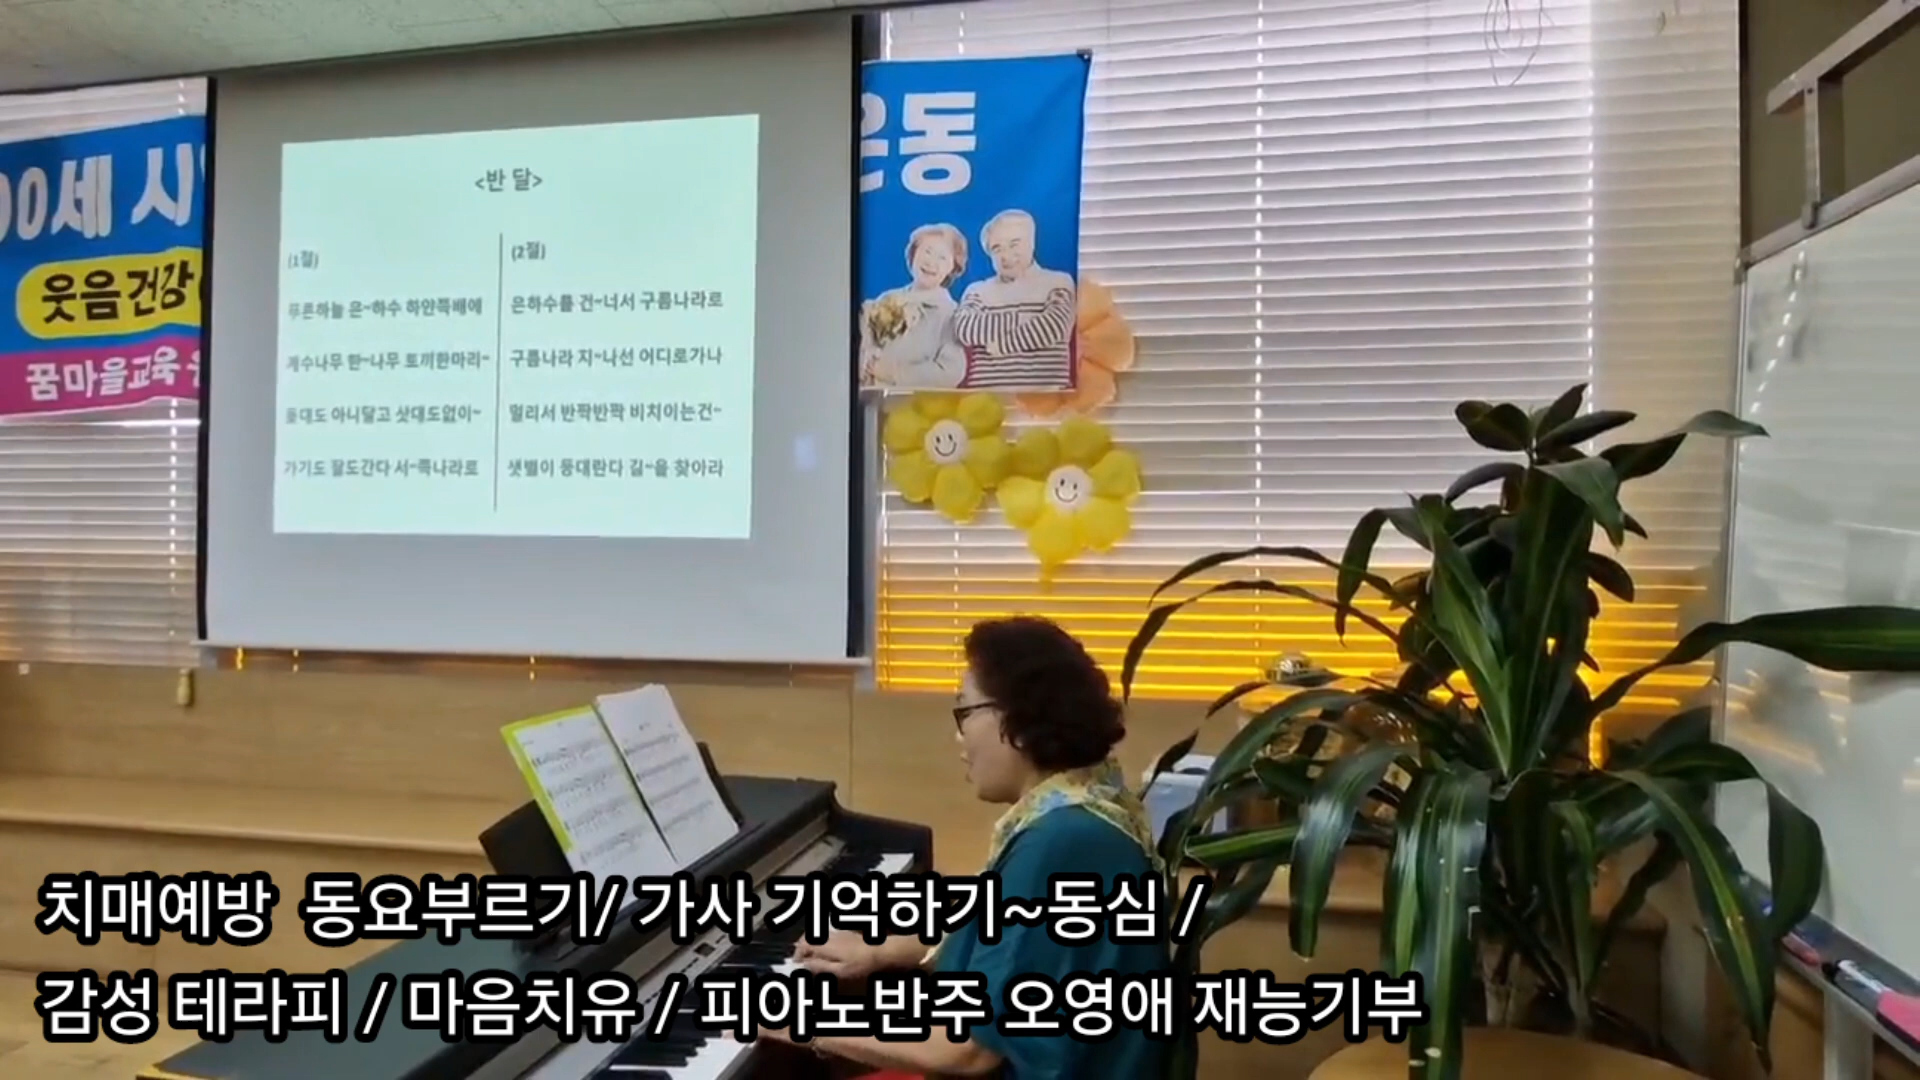 00세 시
웃음건강
꿈마을교육
운동
<반 달>
(1절)
푸른하늘 은~하수 하얀쪽배에
계수나무 한~나무 토끼한마리~
돛대도 아니달고 삿대도없이~
가기도 잘도간다 서~쪽나라로
(2절)
은하수를 건~너서 구름나라로
구름나라 지~나선 어디로가나
멀리서 반짝반짝 비치이는건~
샛별이 등대란다 길~을 찾아라
치매예방 동요부르기/ 가사 기억하기~동심 /
감성 테라피 / 마음치유 / 피아노반주 오영애 재능기부